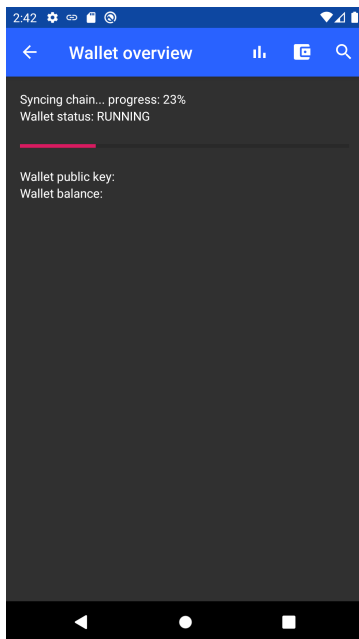 2:42
Wallet overview
Syncing chain... progress: 23%
Wallet status: RUNNING
Wallet public key:
Wallet balance: